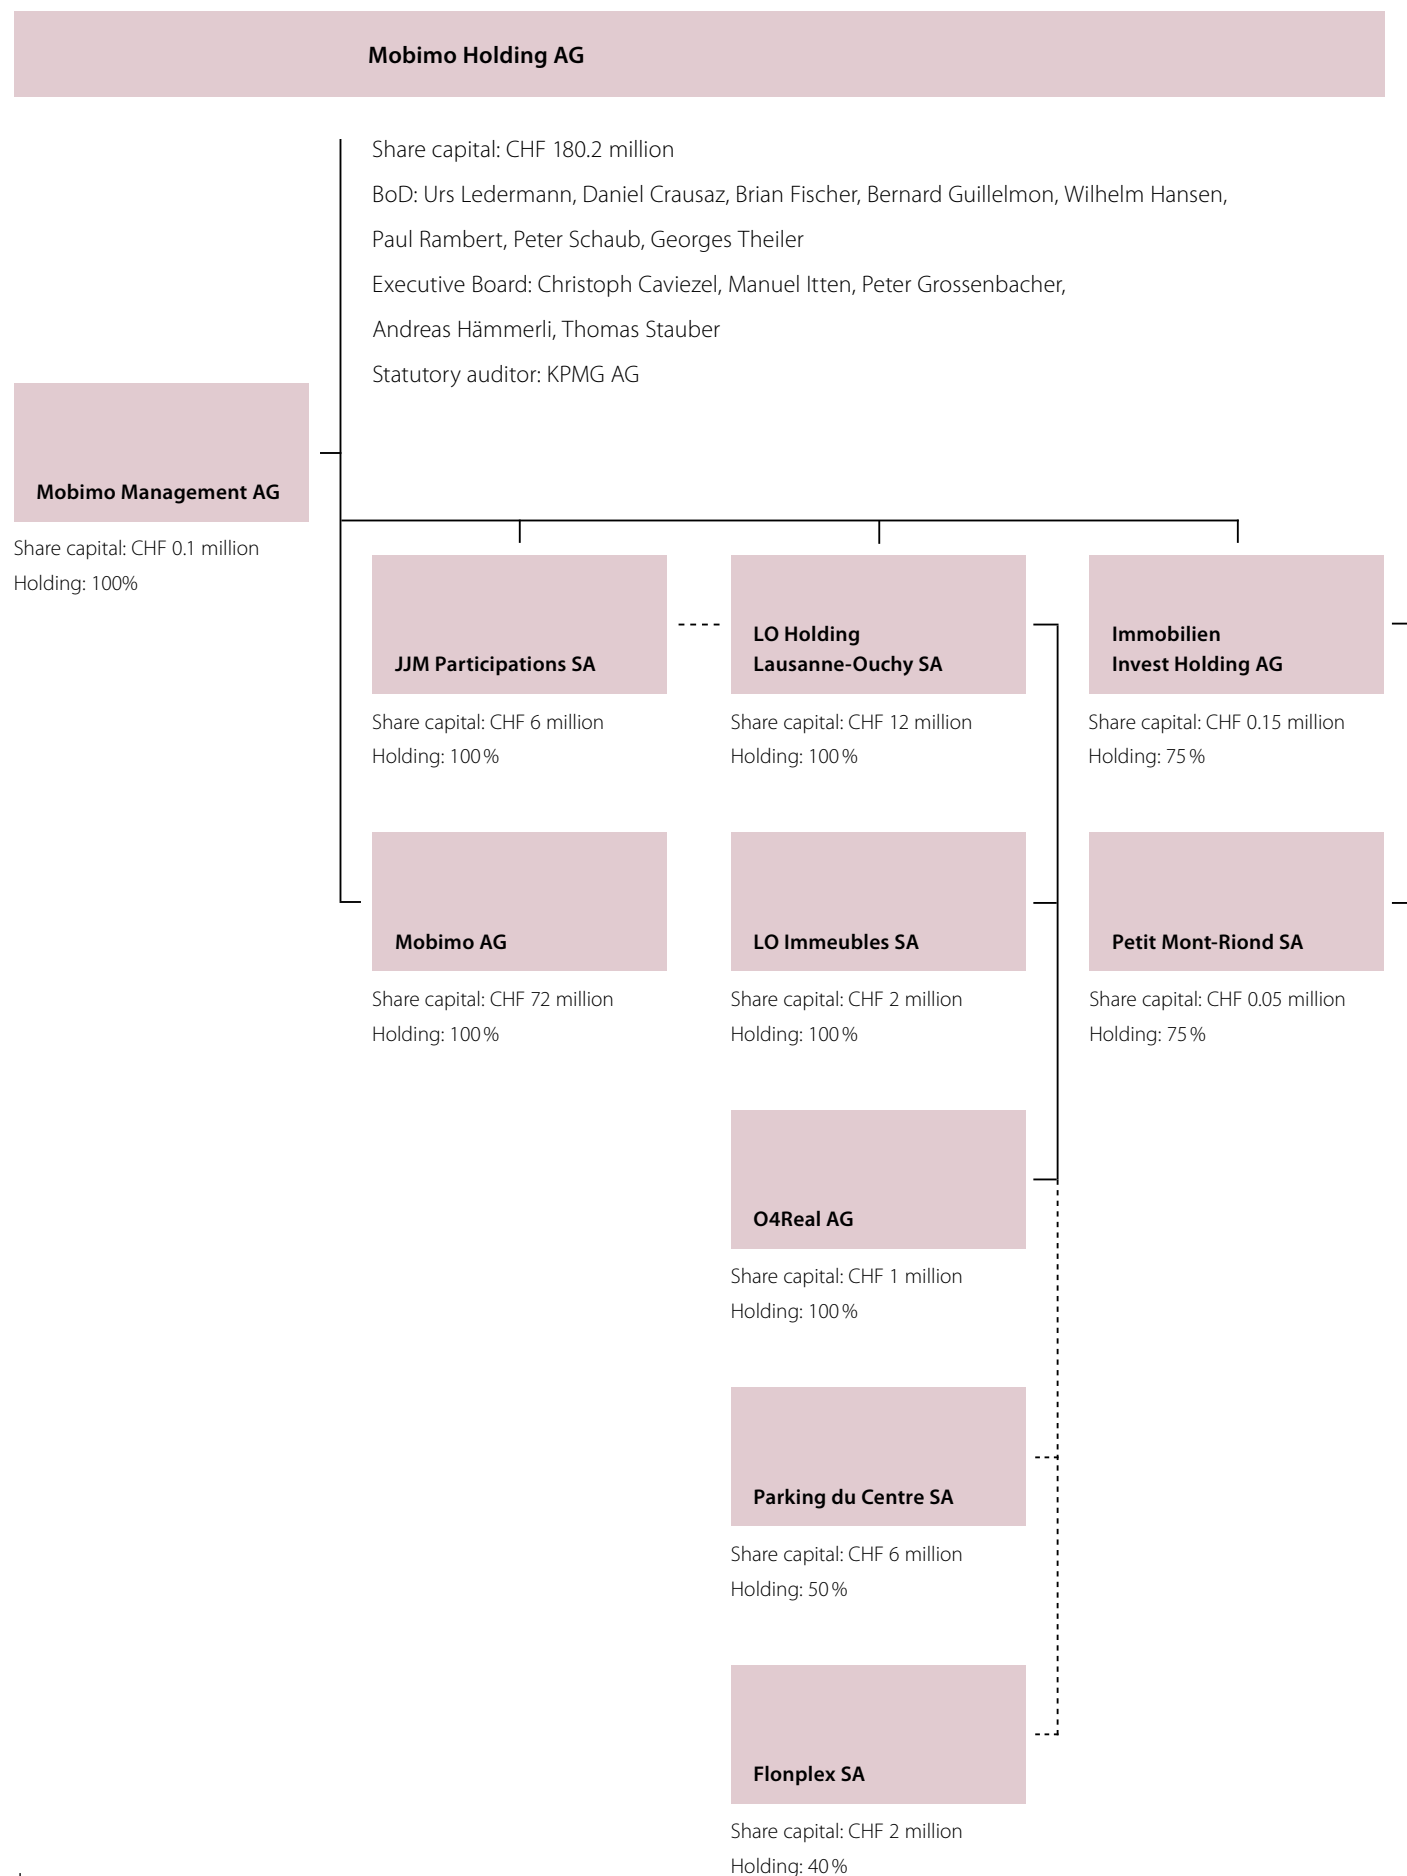 Mobimo Holding AG
Share capital: CHF 180.2 million
BoD: Urs Ledermann, Daniel Crausaz, Brian Fischer, Bernard Guillelmon, Wilhelm Hansen,
Paul Rambert, Peter Schaub, Georges Theiler
Executive Board: Christoph Caviezel, Manuel Itten, Peter Grossenbacher,
Andreas Hämmerli, Thomas Stauber
Statutory auditor: KPMG AG
Mobimo Management AG
Share capital: CHF 0.1 million
Holding: 100%
JJM Participations SA
Share capital: CHF 6 million
Holding: 100%
LO Holding
Lausanne-Ouchy SA
Share capital: CHF 12 million
Holding: 100%
Immobilien
Invest Holding AG
Share capital: CHF 0.15 million
Holding: 75%
Mobimo AG
Share capital: CHF 72 million
Holding: 100%
LO Immeubles SA
Share capital: CHF 2 million
Holding: 100%
Petit Mont-Riond SA
Share capital: CHF 0.05 million
Holding: 75%
O4Real AG
Share capital: CHF 1 million
Holding: 100%
Parking du Centre SA
Share capital: CHF 6 million
Holding: 50%
Flonplex SA
Share capital: CHF 2 million
Holding: 40%